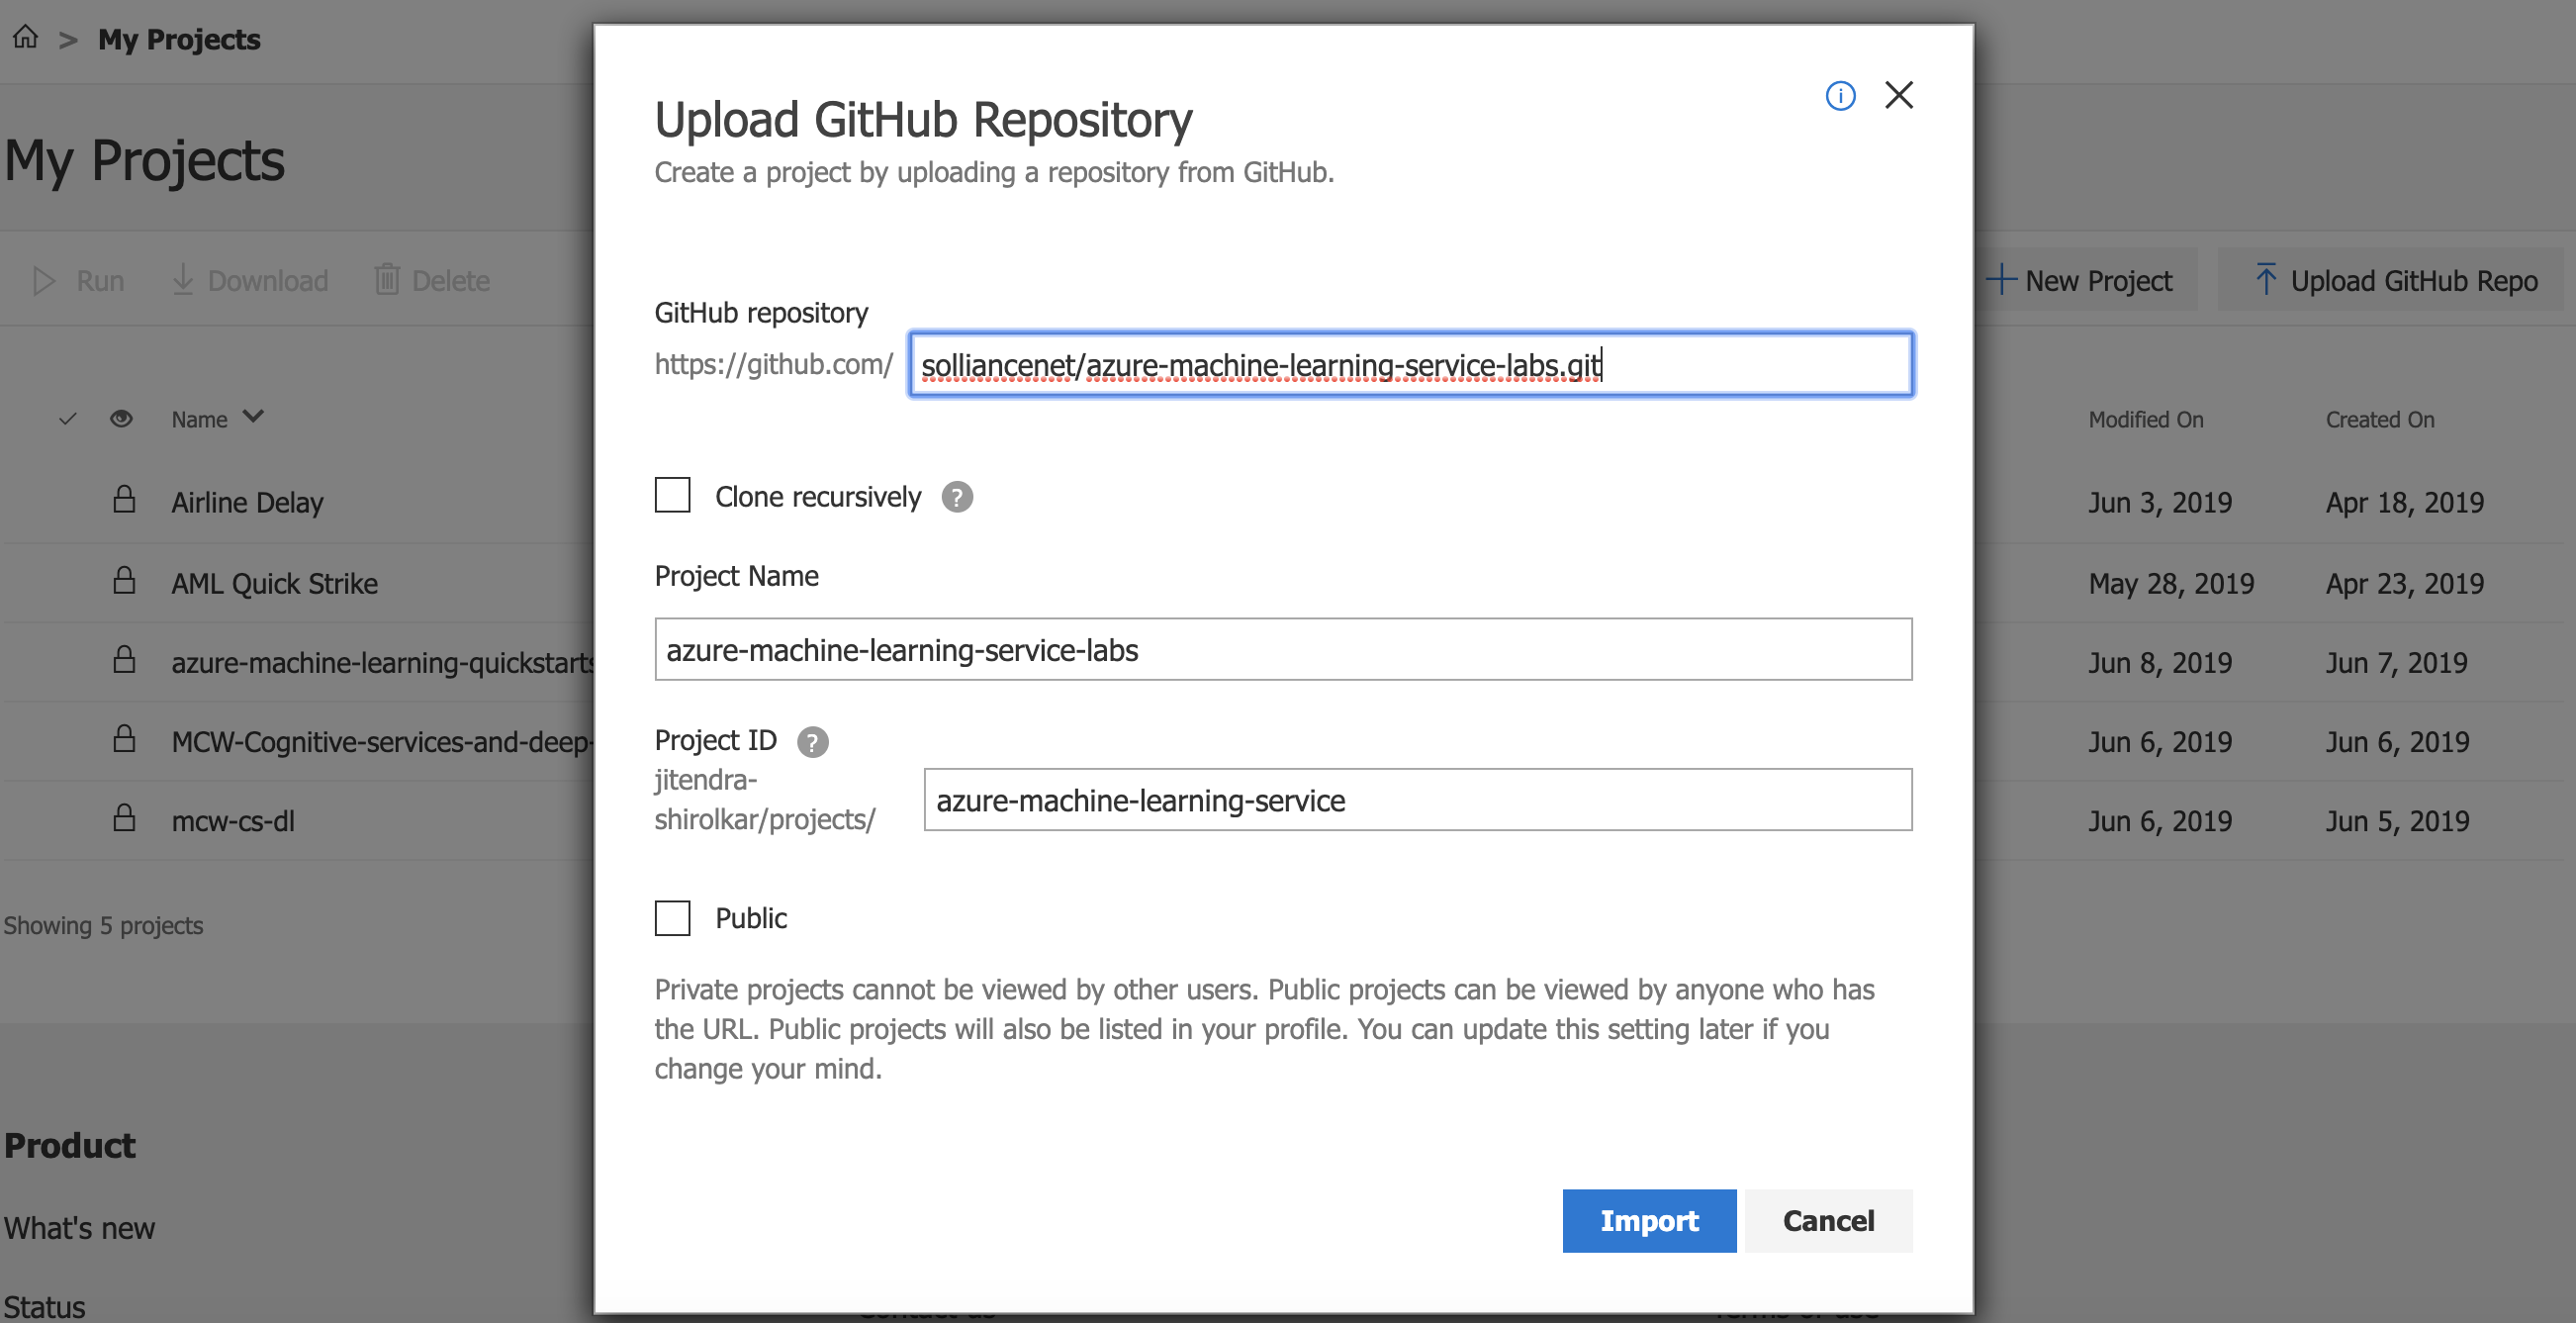 > My Projects
My Projects
Run Download Delete
New Project Upload GitHub Repo
Name Modified On Created On
Airline Delay Jun 3, 2019 Apr 18, 2019
AML Quick Strike May 28, 2019 Apr 23, 2019
azure-machine-learning-quickstarts Jun 8, 2019 Jun 7, 2019
MCW-Cognitive-services-and-deep- Jun 6, 2019 Jun 6, 2019
mcw-cs-dl Jun 6, 2019 Jun 5, 2019
Showing 5 projects
Product
What's new
Status
Upload GitHub Repository
Create a project by uploading a repository from GitHub.
GitHub repository
https://github.com/ solliancenet/azure-machine-learning-service-labs.git
Clone recursively ?
Project Name
azure-machine-learning-service-labs
Project ID ?
jitendra-
shirolkar/projects/ azure-machine-learning-service
Public
Private projects cannot be viewed by other users. Public projects can be viewed by anyone who has
the URL. Public projects will also be listed in your profile. You can update this setting later if you
change your mind.
Import Cancel